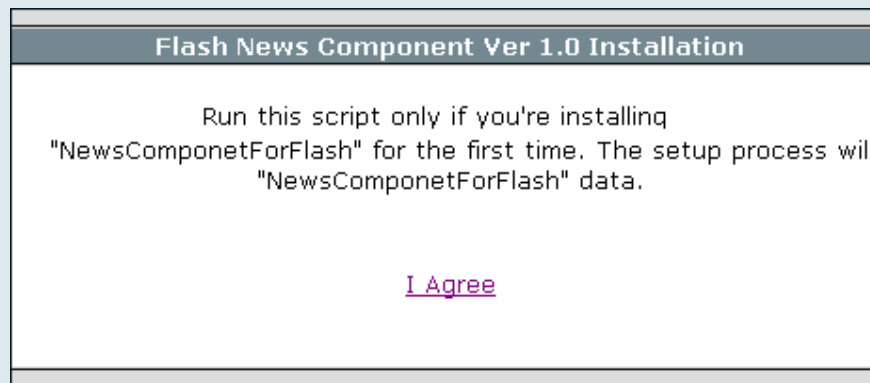 Flash News Component Ver 1.0 Installation
Run this script only if you're installing
"NewsComponetForFlash" for the first time. The setup process wil
"NewsComponetForFlash" data.
I Agree